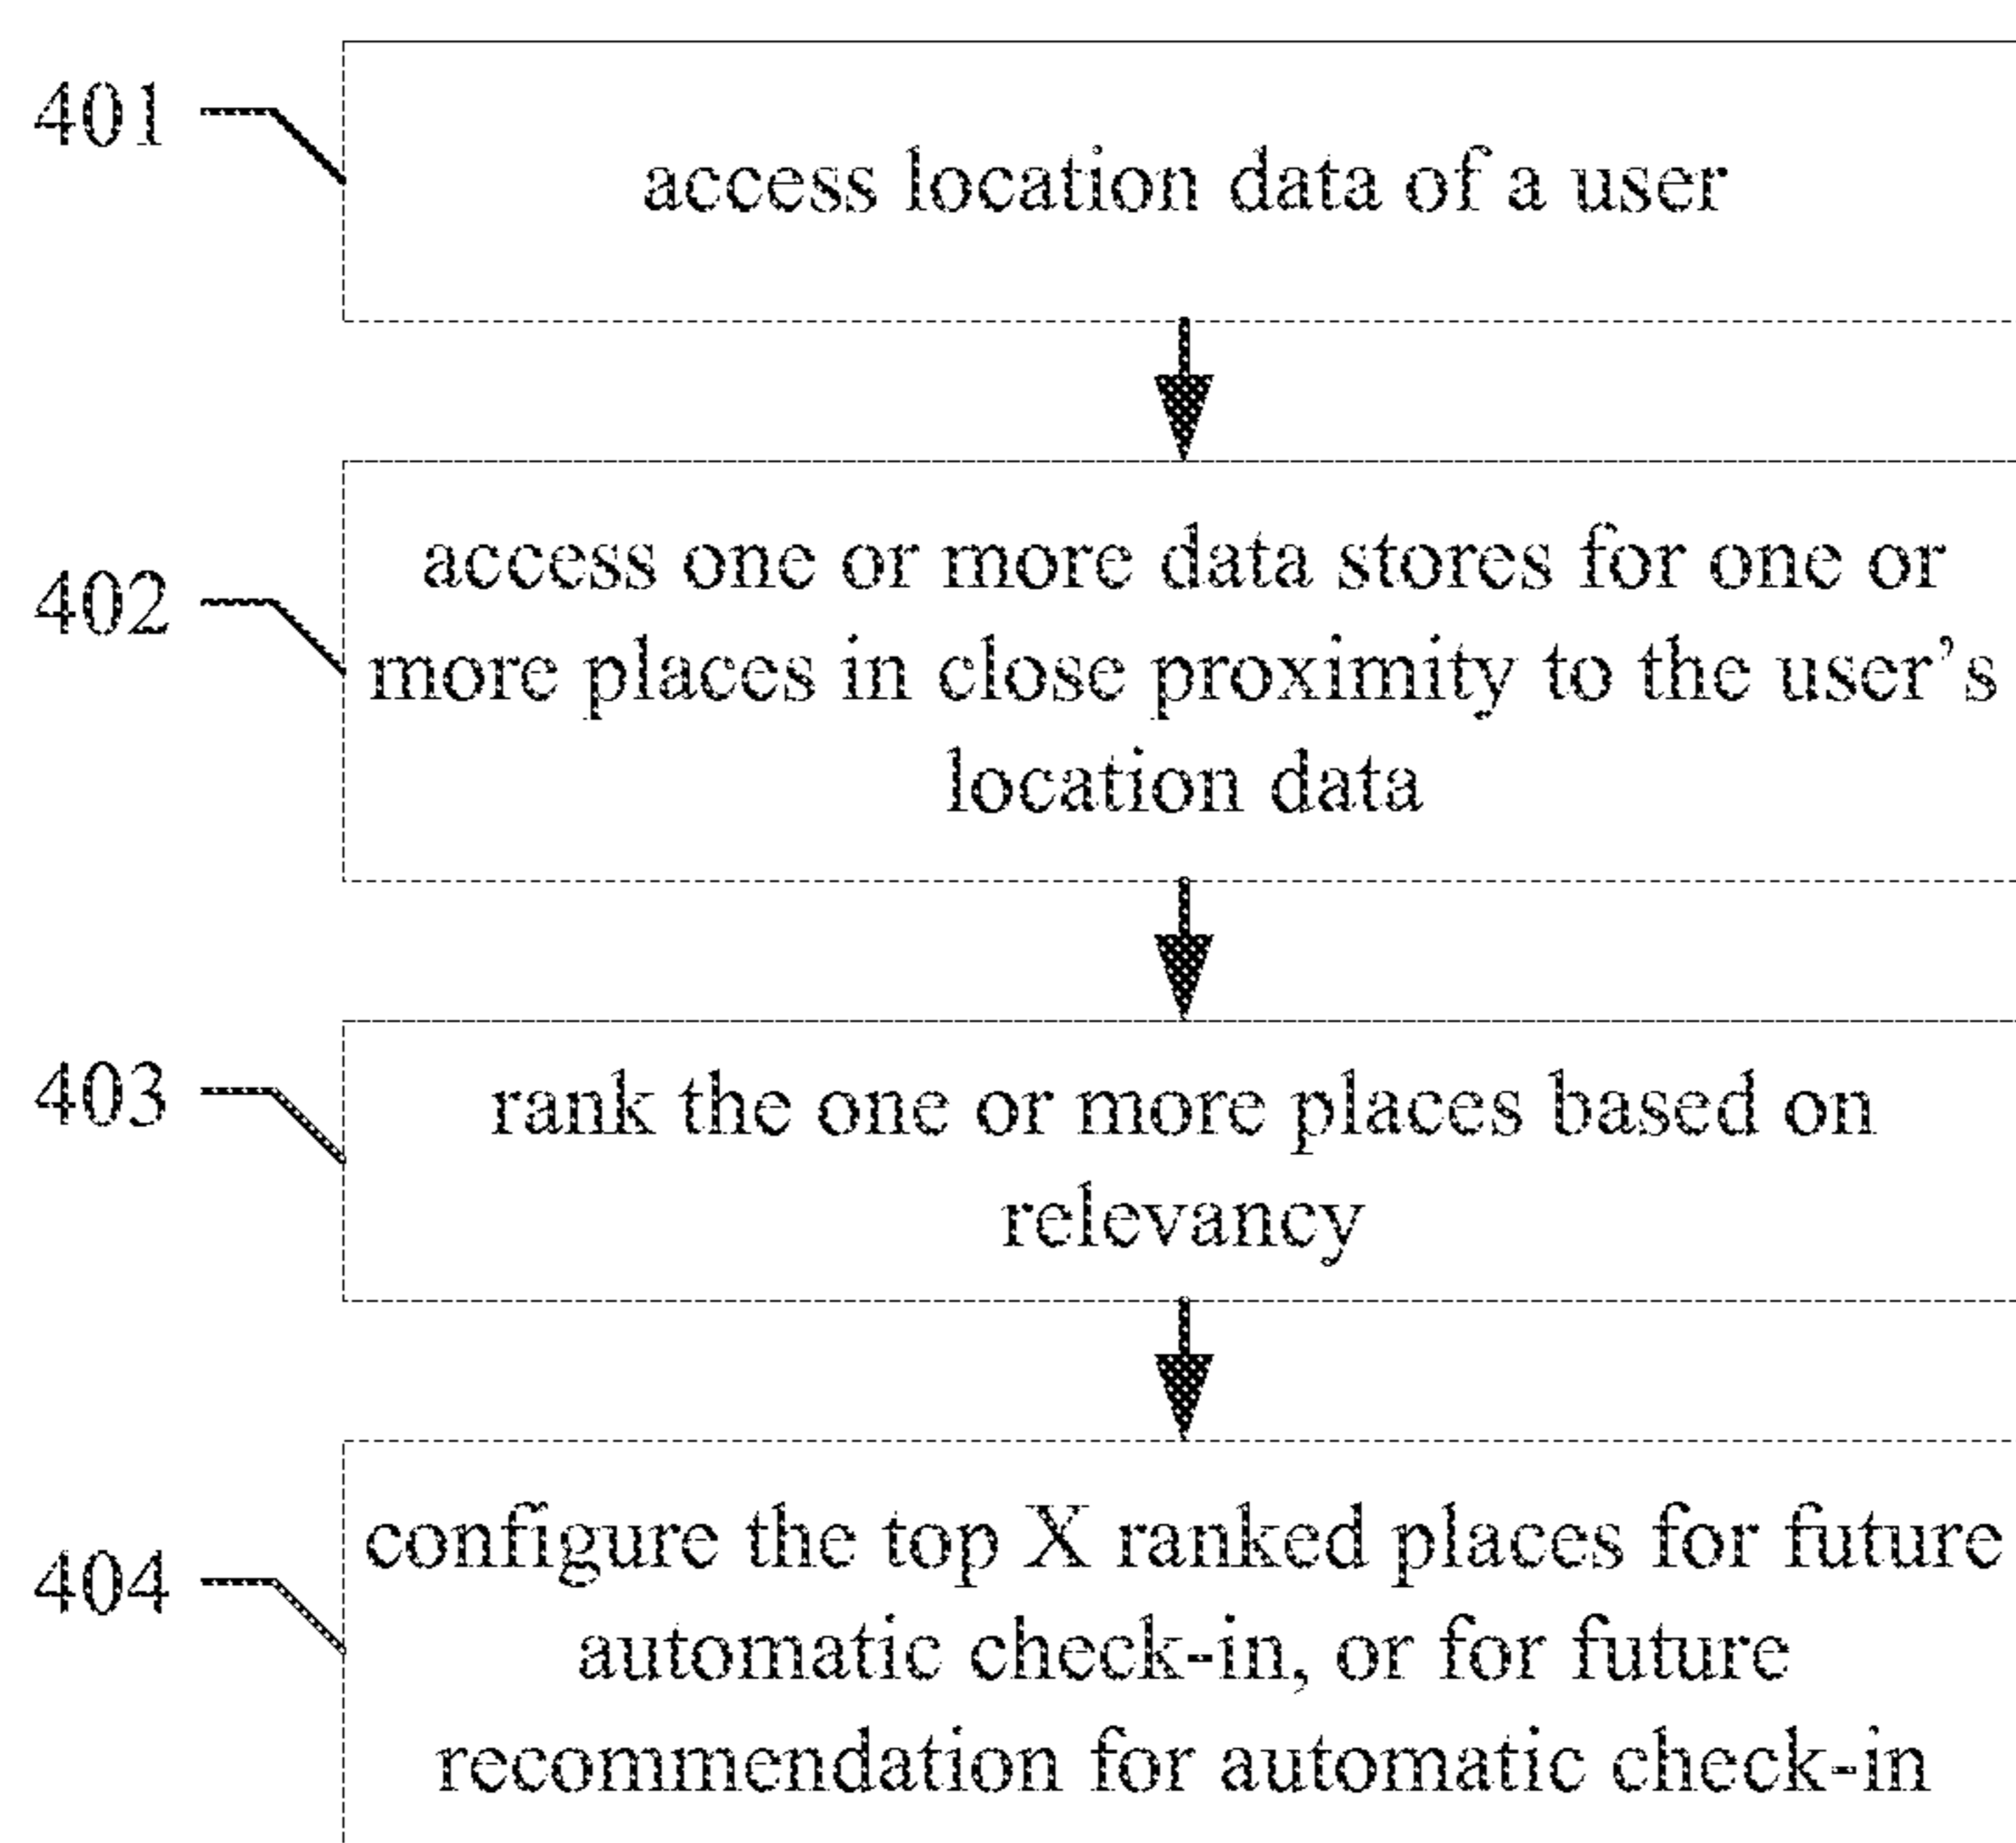 401
access location data of a user
402
access one or more data stores for one or
more places in close proximity to the user’s
location data
403
rank the one or more places based on
relevancy
404
configure the top X ranked places for future
automatic check-in, or for future
recommendation for automatic check-in